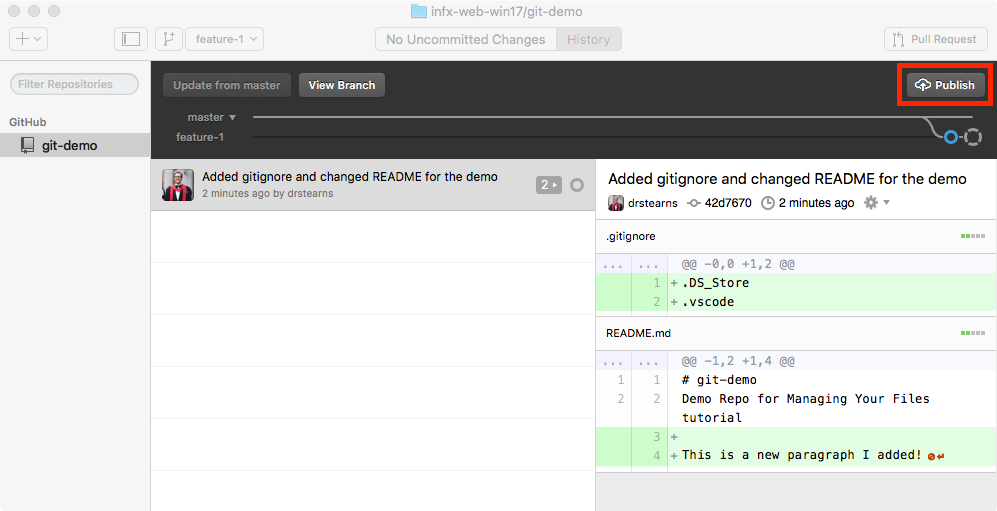 infx-web-win17/git-demo
feature-1
No Uncommitted Changes
History
Pull Request
Filter Repositories
Update from master
View Branch
Publish
GitHub
git-demo
master
feature-1
Added gitignore and changed README for the demo
2 minutes ago by drstearns
2
Added gitignore and changed README for the demo
drstearns 42d7670 2 minutes ago
.gitignore
... ... @@ -0,0 +1,2 @@
1 + .DS_Store
2 + .vscode
README.md
... ... @@ -1,2 +1,4 @@
1 1 # git-demo
2 2 Demo Repo for Managing Your Files
tutorial
3 +
4 + This is a new paragraph I added!